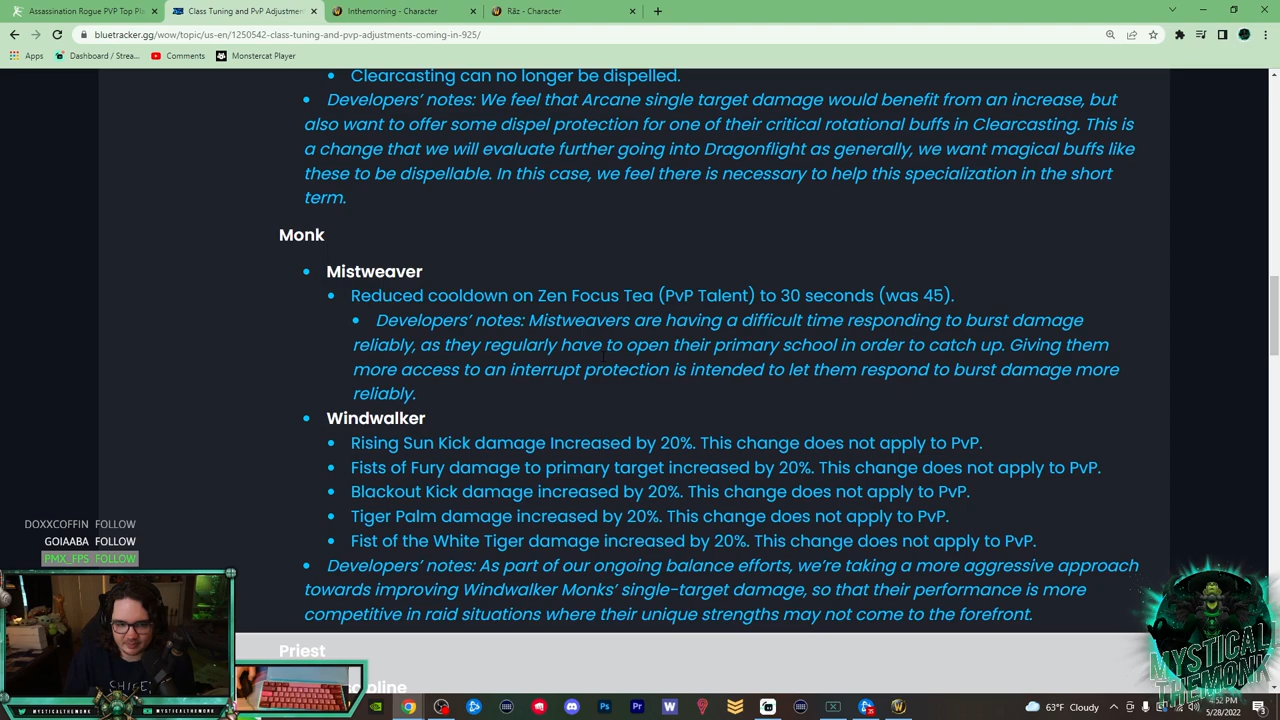 Assassination Rogue PVP Top Pl
Class Tuning and PvP Adjustmen
Inthemorning - Character
Râz - Character
bluetracker.gg/wow/topic/us-en/1250542-class-tuning-and-pvp-adjustments-coming-in-925/
Apps
Dashboard / Strea...
Comments
Monstercat Player
Clearcasting can no longer be dispelled.
Developers' notes: We feel that Arcane single target damage would benefit from an increase, but
also want to offer some dispel protection for one of their critical rotational buffs in Clearcasting. This is
a change that we will evaluate further going into Dragonflight as generally, we want magical buffs like
these to be dispellable. In this case, we feel there is necessary to help this specialization in the short
term.
Monk
Mistweaver
Reduced cooldown on Zen Focus Tea (PvP Talent) to 30 seconds (was 45).
Developers' notes: Mistweavers are having a difficult time responding to burst damage
reliably, as they regularly have to open their primary school in order to catch up. Giving them
more access to an interrupt protection is intended to let them respond to burst damage more
reliably.
Windwalker
Rising Sun Kick damage Increased by 20%. This change does not apply to PvP.
Fists of Fury damage to primary target increased by 20%. This change does not apply to PvP.
Blackout Kick damage increased by 20%. This change does not apply to PvP.
Tiger Palm damage increased by 20%. This change does not apply to PvP.
Fist of the White Tiger damage increased by 20%. This change does not apply to PvP.
Developers' notes: As part of our ongoing balance efforts, we're taking a more aggressive approach
towards improving Windwalker Monks' single-target damage, so that their performance is more
competitive in raid situations where their unique strengths may not come to the forefront.
Priest
cipline
DOXXCOFFIN FOLLOW
GOIAABA FOLLOW
PMX_FPS FOLLOW
MYSTICALTHEMONK
MYSTICALTHEMONK
MYSTICAL
THEMONK
63°F Cloudy
4:52 PM
5/28/2022